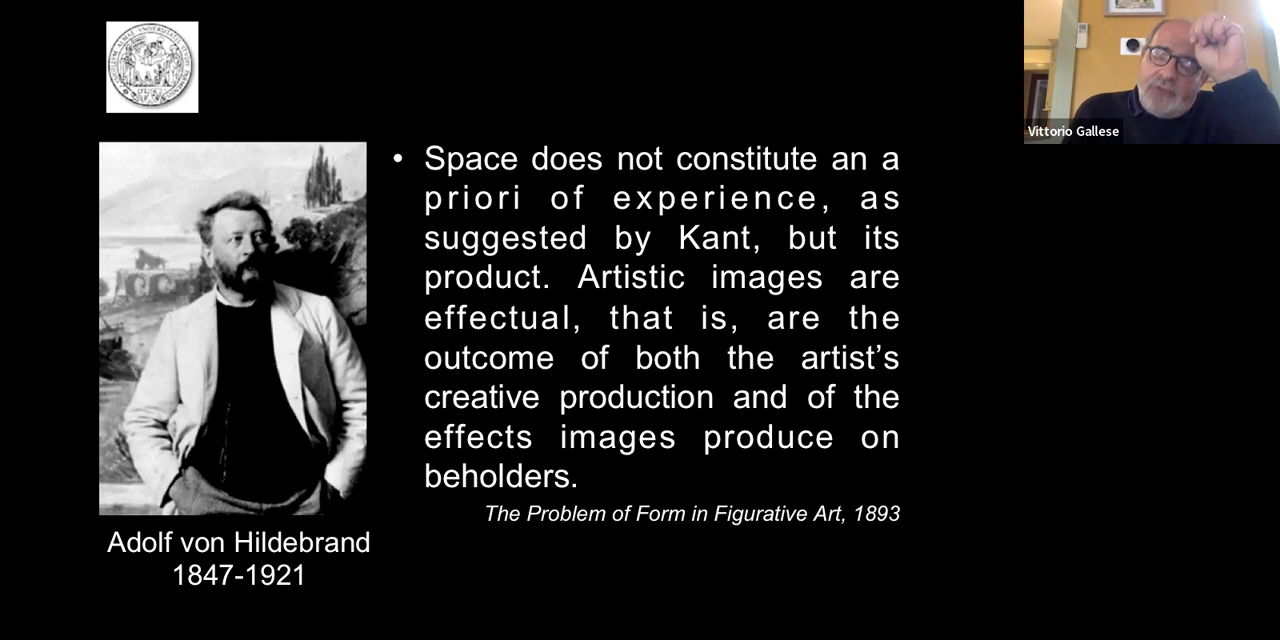 Vittorio Gallese
• Space does not constitute an a
priori of experience, as
suggested by Kant, but its
product. Artistic images are
effectual, that is, are the
outcome of both the artist’s
creative production and of the
effects images produce on
beholders.
The Problem of Form in Figurative Art, 1893
Adolf von Hildebrand
1847-1921